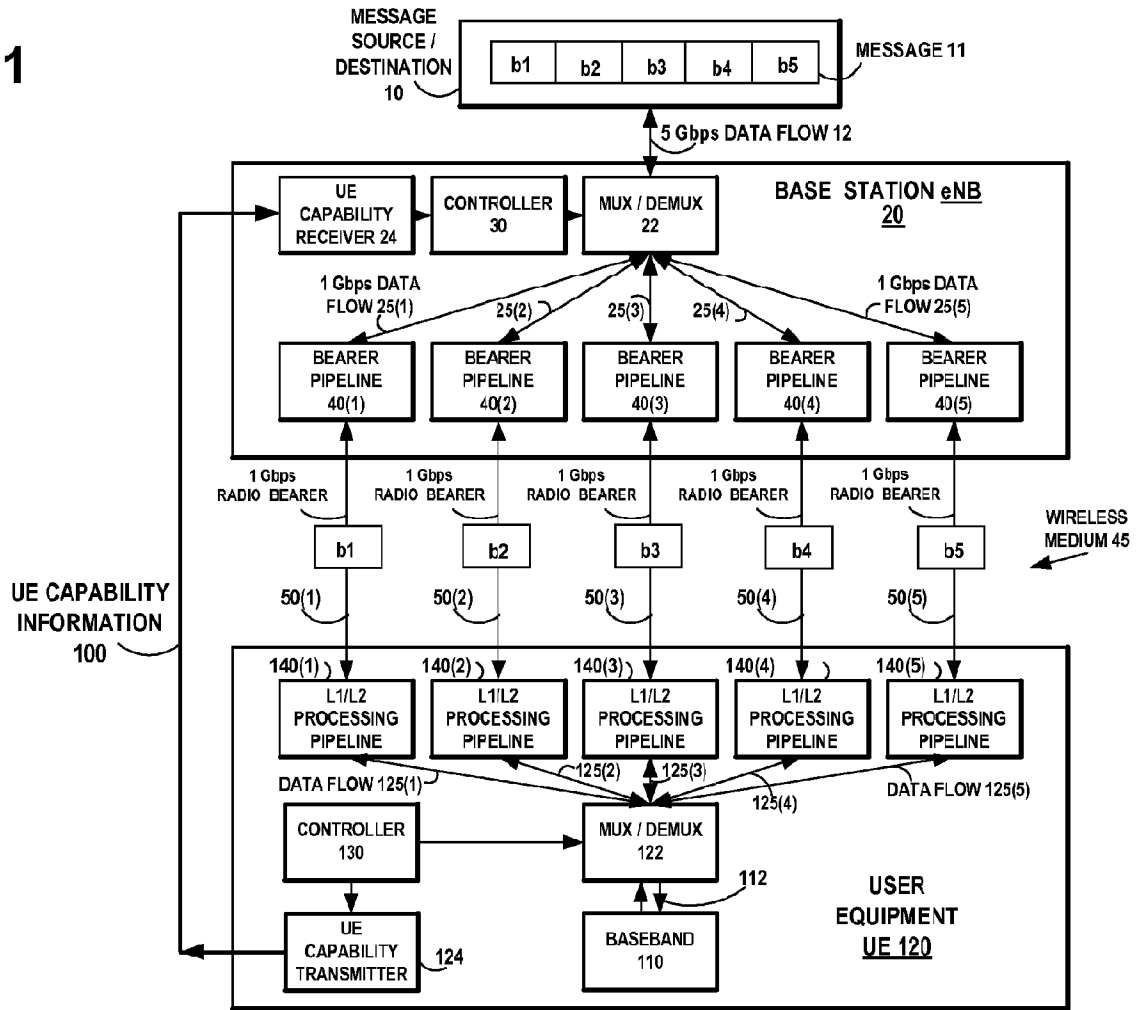 1
MESSAGE
SOURCE /
DESTINATION
10
b1 b2 b3 b4 b5
MESSAGE 11
5 Gbps DATA FLOW 12
UE
CAPABILITY
RECEIVER 24
CONTROLLER
30
MUX / DEMUX
22
BASE STATION eNB
20
1 Gbps DATA
FLOW 25(1)
25(2)
25(3)
25(4)
1 Gbps DATA
FLOW 25(5)
BEARER
PIPELINE
40(1)
BEARER
PIPELINE
40(2)
BEARER
PIPELINE
40(3)
BEARER
PIPELINE
40(4)
BEARER
PIPELINE
40(5)
1 Gbps
RADIO BEARER
1 Gbps
RADIO BEARER
1 Gbps
RADIO BEARER
1 Gbps
RADIO BEARER
1 Gbps
RADIO BEARER
b1
b2
b3
b4
b5
WIRELESS
MEDIUM 45
UE CAPABILITY
INFORMATION
100
50(1)
50(2)
50(3)
50(4)
50(5)
140(1)
140(2)
140(3)
140(4)
140(5)
L1/L2
PROCESSING
PIPELINE
L1/L2
PROCESSING
PIPELINE
L1/L2
PROCESSING
PIPELINE
L1/L2
PROCESSING
PIPELINE
L1/L2
PROCESSING
PIPELINE
DATA FLOW 125(1)
125(2)
125(3)
125(4)
DATA FLOW 125(5)
CONTROLLER
130
MUX / DEMUX
122
112
UE
CAPABILITY
TRANSMITTER
124
BASEBAND
110
USER
EQUIPMENT
UE 120